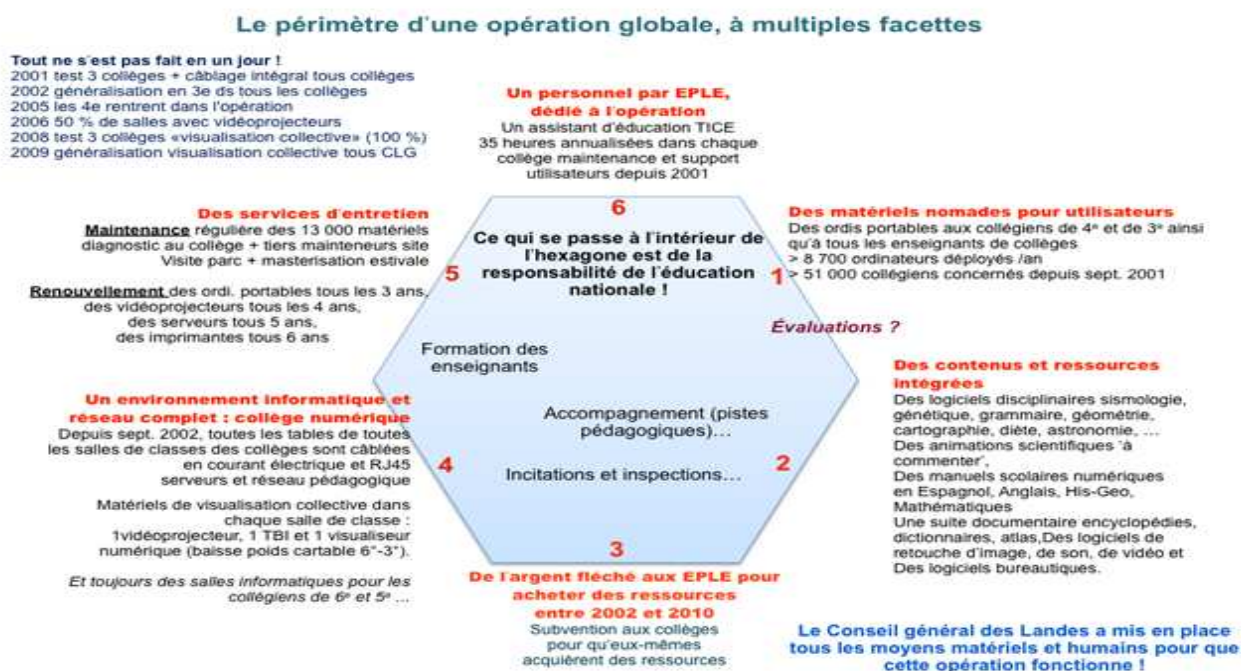 Le périmètre d'une opération globale, à multiples facettes
Tout ne s'est pas fait en un jour !
2001 test 3 collèges + câblage intégral tous collèges
2002 généralisation en 3e ds tous les collèges
2005 les 4e rentrent dans l'opération
2006 50 % de salles avec vidéoprojecteurs
2008 test 3 collèges «visualisation collective» (100 %)
2009 généralisation visualisation collective tous CLG
Un personnel par EPLE,
dédié à l'opération
Un assistant d'éducation TICE
35 heures annualisées dans chaque
collège maintenance et support
utilisateurs depuis 2001
6
Ce qui se passe à l'intérieur de
l'hexagone est de la
responsabilité de l'éducation
nationale !
Des matériels nomades pour utilisateurs
Des ordis portables aux collégiens de 4e et de 3e ainsi
qu'à tous les enseignants de collèges
> 8 700 ordinateurs déployés /an
> 51 000 collégiens concernés depuis sept. 2001
1
Évaluations ?
Des services d'entretien
Maintenance régulière des 13 000 matériels
diagnostic au collège + tiers mainteneurs site
Visite parc + masterisation estivale
5
Renouvellement des ordi. portables tous les 3 ans,
des vidéoprojecteurs tous les 4 ans,
des serveurs tous 5 ans,
des imprimantes tous 6 ans
Formation des
enseignants
Accompagnement (pistes
pédagogiques)...
Incitations et inspections...
Des contenus et ressources
intégrées
Des logiciels disciplinaires sismologie,
génétique, grammaire, géométrie,
cartographie, diète, astronomie, ...
Des animations scientifiques 'à
commenter',
Des manuels scolaires numériques
en Espagnol, Anglais, His-Geo,
Mathématiques
Une suite documentaire encyclopédies,
dictionnaires, atlas,Des logiciels de
retouche d'image, de son, de vidéo et
Des logiciels bureautiques.
2
Un environnement informatique et
réseau complet : collège numérique
Depuis sept. 2002, toutes les tables de toutes
les salles de classes des collèges sont câblées
en courant électrique et RJ45
serveurs et réseau pédagogique
4
Matériels de visualisation collective dans
chaque salle de classe :
1vidéoprojecteur, 1 TBI et 1 visualiseur
numérique (baisse poids cartable 6°-3°).
Et toujours des salles informatiques pour les
collégiens de 6e et 5e ...
3
De l'argent fléché aux EPLE pour
acheter des ressources
entre 2002 et 2010
Subvention aux collèges
pour qu'eux-mêmes
acquièrent des ressources
Le Conseil général des Landes a mis en place
tous les moyens matériels et humains pour que
cette opération fonctionne !